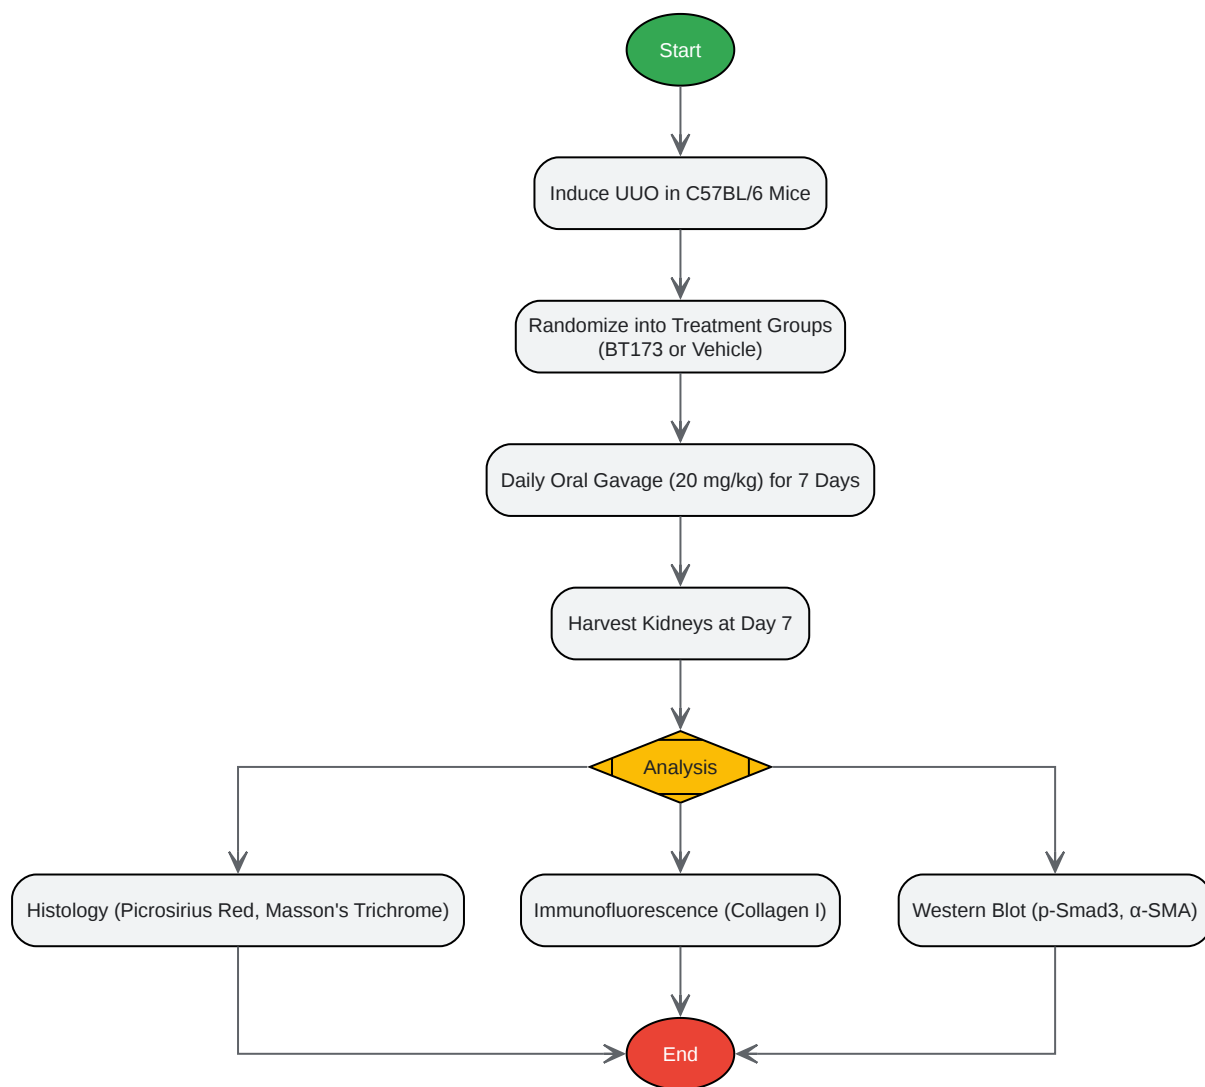 Start
Induce UUO in C57BL/6 Mice
Randomize into Treatment Groups
(BT173 or Vehicle)
Daily Oral Gavage (20 mg/kg) for 7 Days
Harvest Kidneys at Day 7
Analysis
Histology (Picrosirius Red, Masson's Trichrome)
Immunofluorescence (Collagen I)
Western Blot (p-Smad3, α-SMA)
End